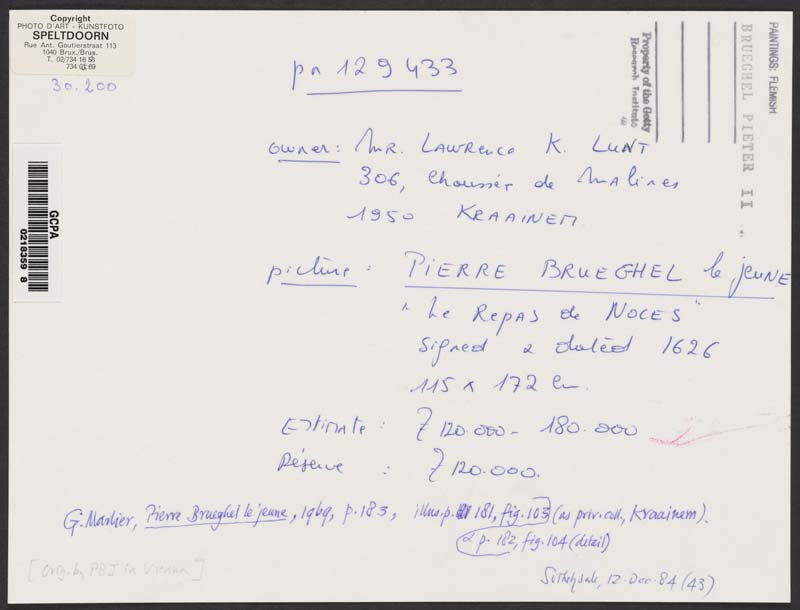 Copyright
PHOTO D'ART - KUNSTFOTO
SPELTDOORN
Rue Ant. Gautierstraat 113
1040 Brux./Brus.
T. 02/734 16 58
734 01 69
30.200
pn 129433
Property of the Getty
Research Institute
BRUEGHEL PIETER II
PAINTINGS: FLEMISH
GCPA
0218359 8
owner: MR. LAWRence K. LUNT
306, Chaussée de Malines
1950 KRAAINEM
picture: PIERRE BRUEGHEL le jeUNE
"Le RepAS de NOCES"
signed & dated 1626
115 x 172 cm.
Estimate: £ 120.000 - 180.000
Réserve: £ 120.000.
G. Marlier, Pierre Brueghel le jeune, 1969, p.183, illus. p. 181, fig. 103 (as priv. coll., Kraainem).
& p. 182, fig. 104 (detail)
[Orig. by PBJ in Vienna]
Sothebysale, 12-Dec-84 (43)